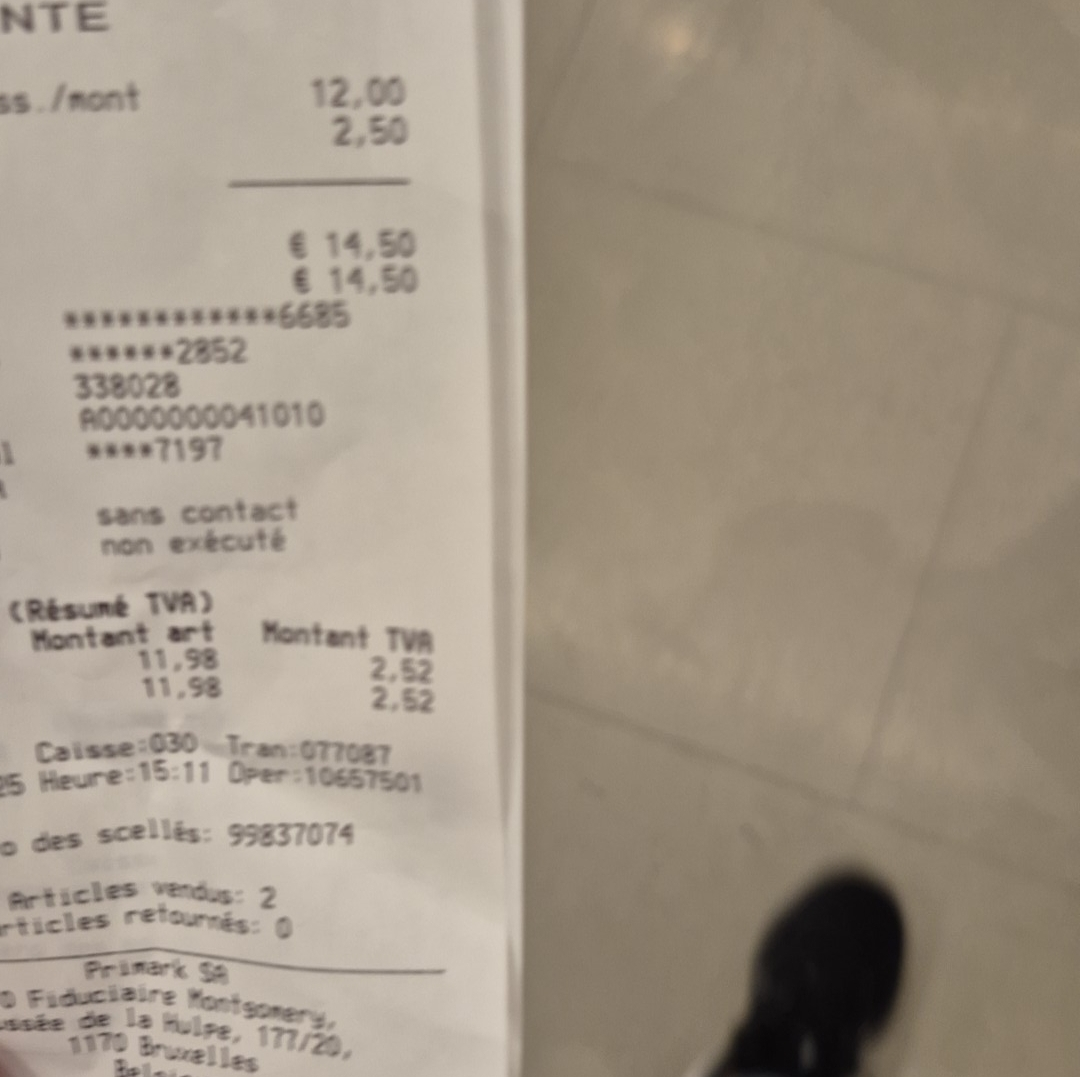 NTE
ss./mont 12,00
2,50
€ 14,50
€ 14,50
************6685
******2852
338028
A0000000041010
l ****7197
sans contact
non exécuté
(Résumé TVA)
Montant art Montant TVA
11,98 2,52
11,98 2,52
Caisse:030 Tran:077087
25 Heure:15:11 Oper:10657501
o des scellés: 99837074
Articles vendus: 2
rticles retournés: 0
Primark SA
0 Fiduciaire Montgomery,
ussée de la Hulpe, 177/20,
1170 Bruxelles